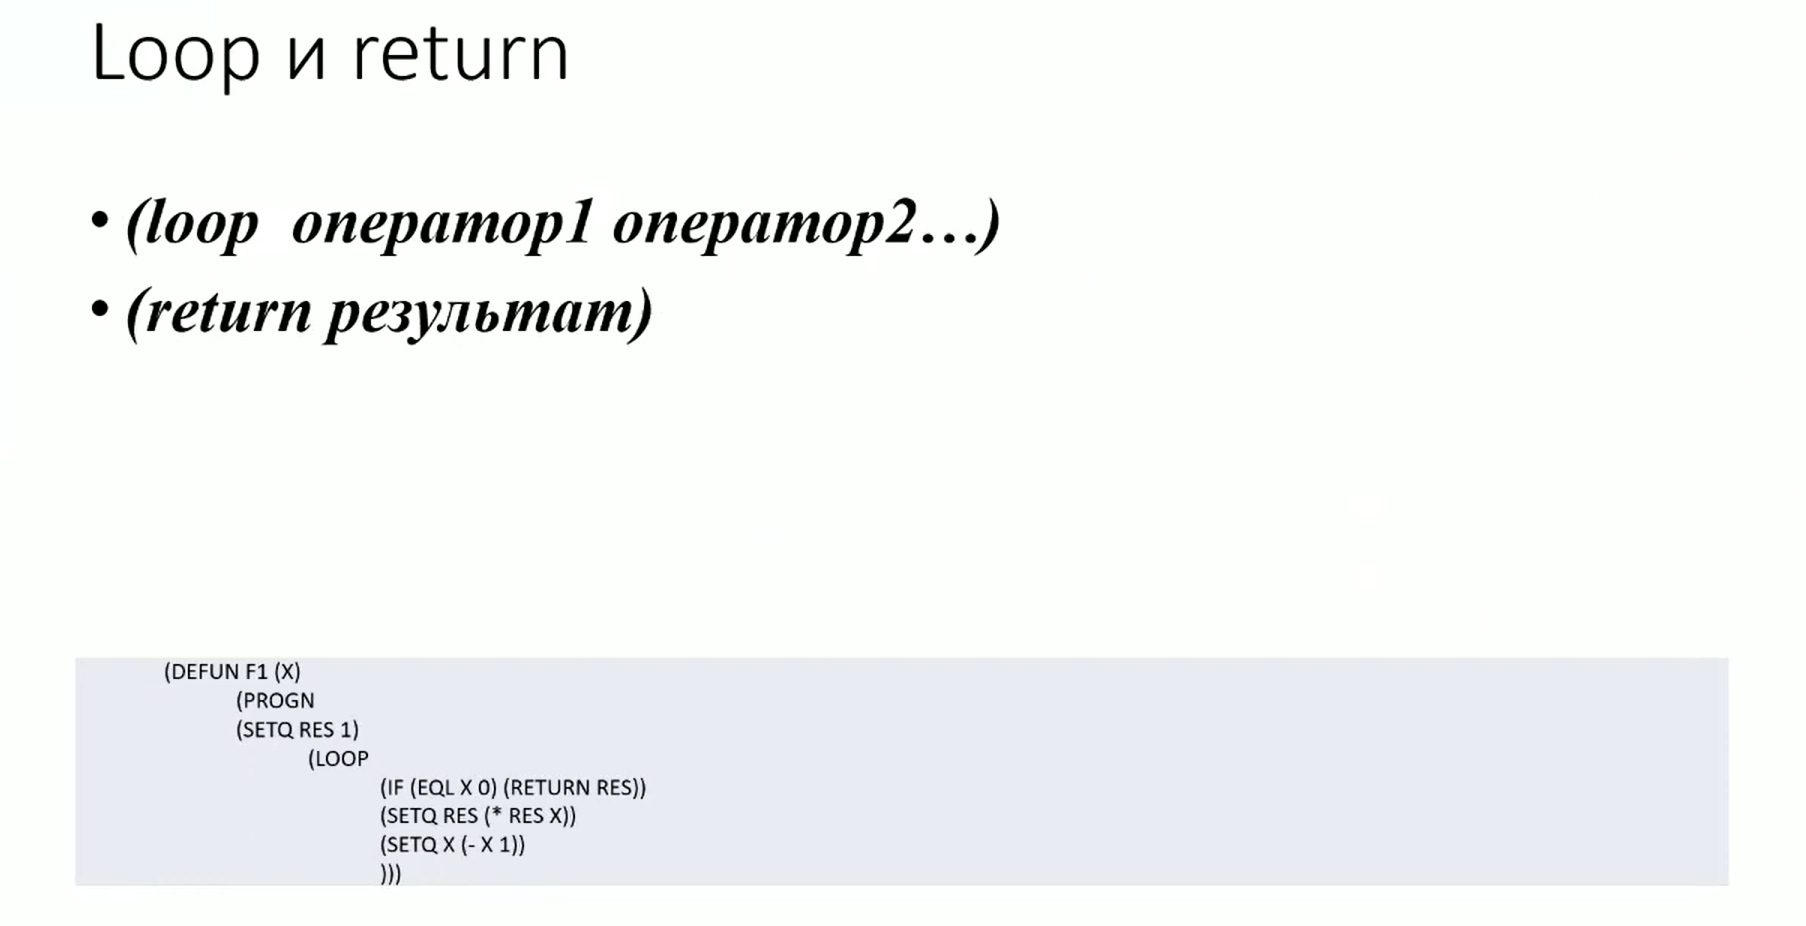 Loop и return
• (loop оператор1 оператор2…)
• (return результат)
(DEFUN F1 (X)
(PROGN
(SETQ RES 1)
(LOOP
(IF (EQL X 0) (RETURN RES))
(SETQ RES (* RES X))
(SETQ X (- X 1))
)))